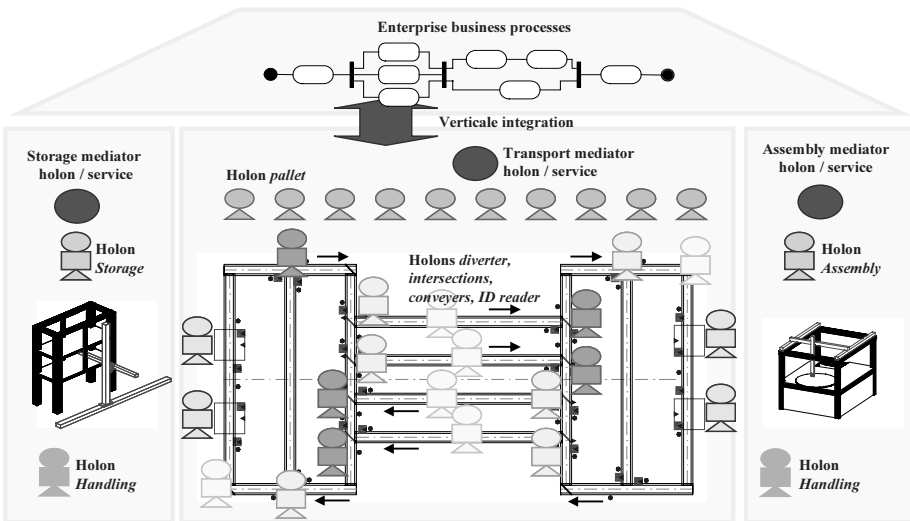 Enterprise business processes
Verticale integration
Storage mediator
holon / service
Transport mediator
holon / service
Assembly mediator
holon / service
Holon pallet
Holon
Storage
Holons diverter,
intersections,
conveyers, ID reader
Holon
Assembly
Holon
Handling
Holon
Handling